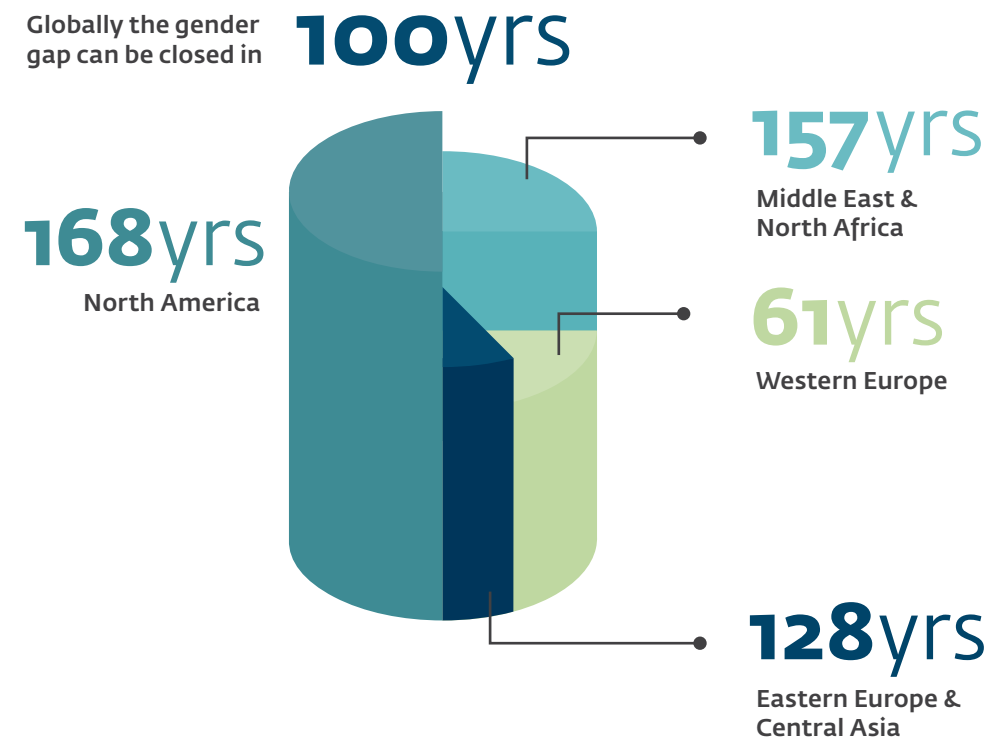 Globally the gender
gap can be closed in
100yrs
157yrs
Middle East &
North Africa
168yrs
North America
61yrs
Western Europe
128yrs
Eastern Europe &
Central Asia